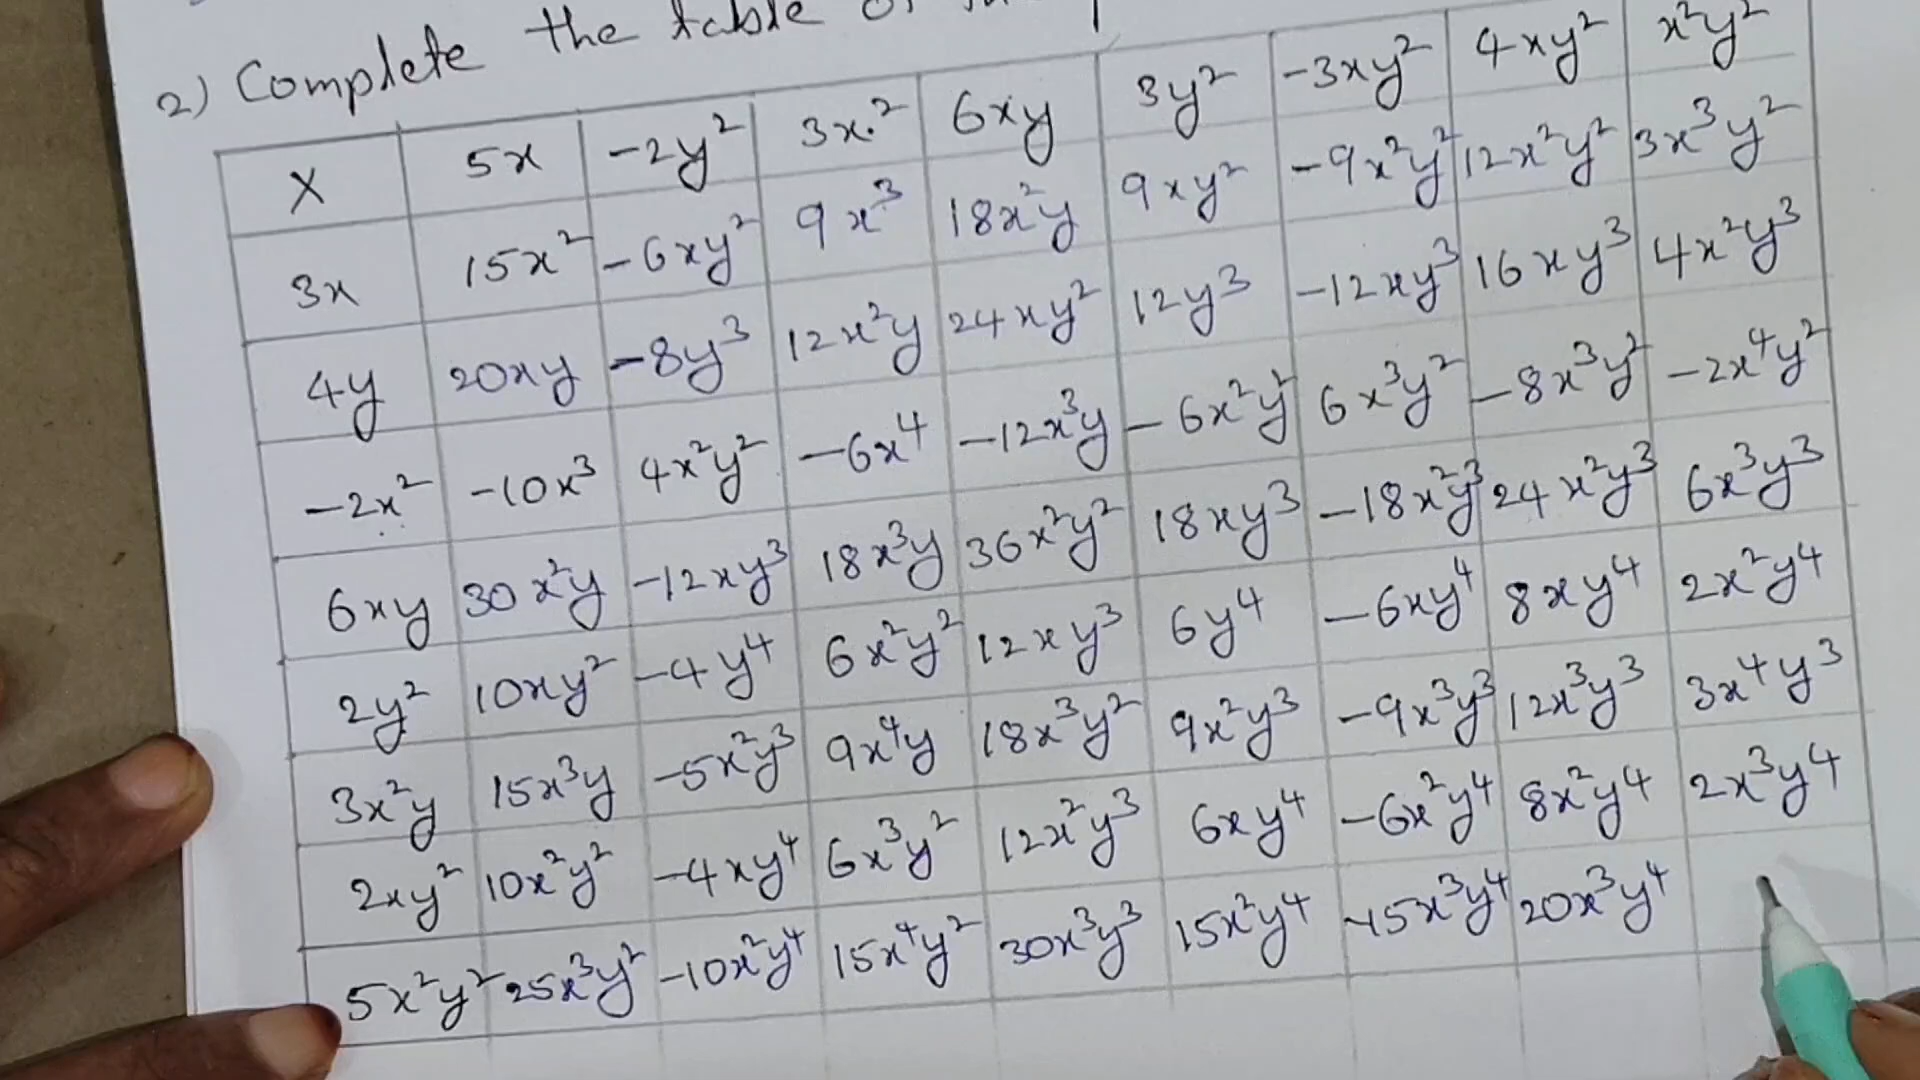 2) Complete the table of
X 5x -2y² 3x² 6xy 3y² -3xy² 4xy² x²y²
3x 15x² -6xy² 9x³ 18x²y 9xy² -9x²y² 12x²y² 3x³y²
4y 20xy -8y³ 12x²y 24xy² 12y³ -12xy³ 16xy³ 4x²y³
-2x² -10x³ 4x²y² -6x⁴ -12x³y -6x²y² 6x³y² -8x³y² -2x⁴y²
6xy 30x²y -12xy³ 18x³y 36x²y² 18xy³ -18x²y³ 24x²y³ 6x³y³
2y² 10xy² -4y⁴ 6x²y² 12xy³ 6y⁴ -6xy⁴ 8xy⁴ 2x²y⁴
3x²y 15x³y -5x²y³ 9x⁴y 18x³y² 9x²y³ -9x³y³ 12x³y³ 3x⁴y³
2xy² 10x²y² -4xy⁴ 6x³y² 12x²y³ 6xy⁴ -6x²y⁴ 8x²y⁴ 2x³y⁴
5x²y² 25x³y² -10x²y⁴ 15x⁴y² 30x³y³ 15x²y⁴ -15x³y⁴ 20x³y⁴